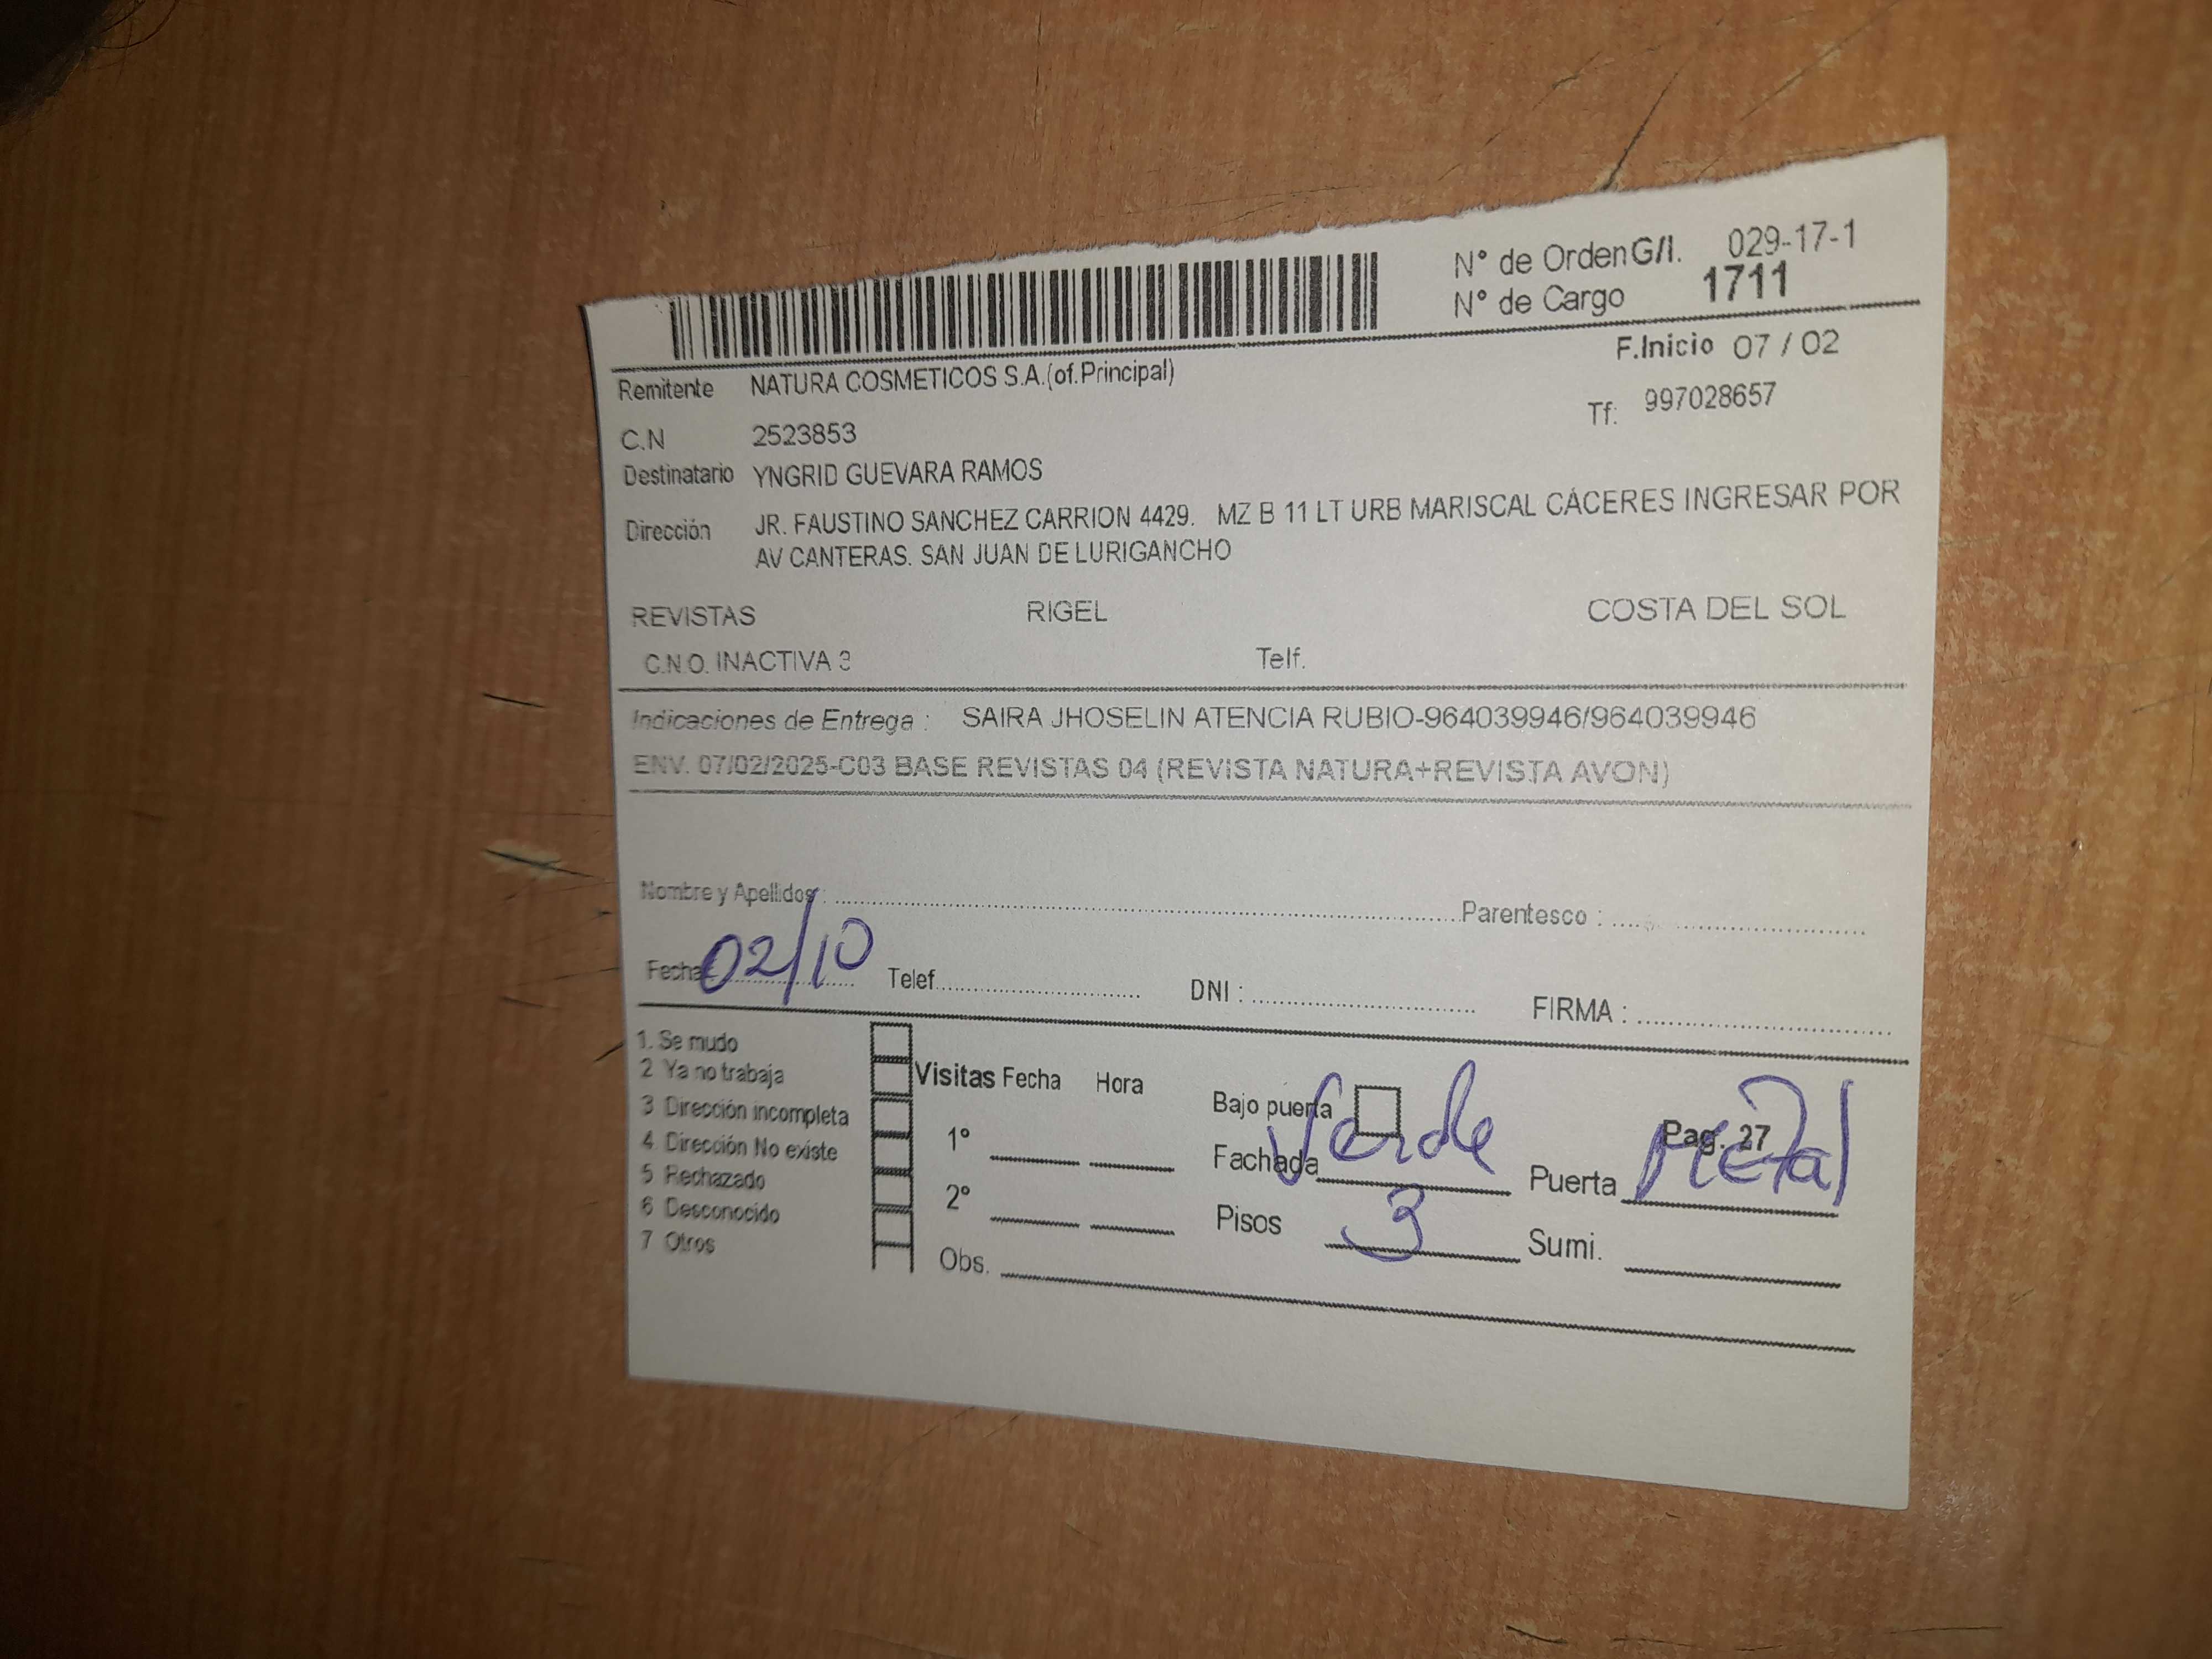 N° de Orden G/I. 029-17-1
N° de Cargo 1711
F.Inicio 07 / 02
Remitente NATURA COSMETICOS S.A.(of.Principal)
Tf: 997028657
C.N 2523853
Destinatario YNGRID GUEVARA RAMOS
Dirección JR. FAUSTINO SANCHEZ CARRION 4429. MZ B 11 LT URB MARISCAL CÁCERES INGRESAR POR
AV CANTERAS. SAN JUAN DE LURIGANCHO
REVISTAS RIGEL COSTA DEL SOL
C.N.O. INACTIVA 3 Telf.
Indicaciones de Entrega : SAIRA JHOSELIN ATENCIA RUBIO-964039946/964039946
ENV. 07/02/2025-C03 BASE REVISTAS 04 (REVISTA NATURA+REVISTA AVON)
Nombre y Apellidos : Parentesco :
Fecha: 02/10 Telef. DNI : FIRMA :
1. Se mudo
2 Ya no trabaja
3 Dirección incompleta
4 Dirección No existe
5 Rechazado
6 Desconocido
7 Otros
Visitas Fecha Hora
1°
2°
Obs.
Bajo puerta Pag. 27
Fachada Verde Puerta Metal
Pisos 3 Sumi.